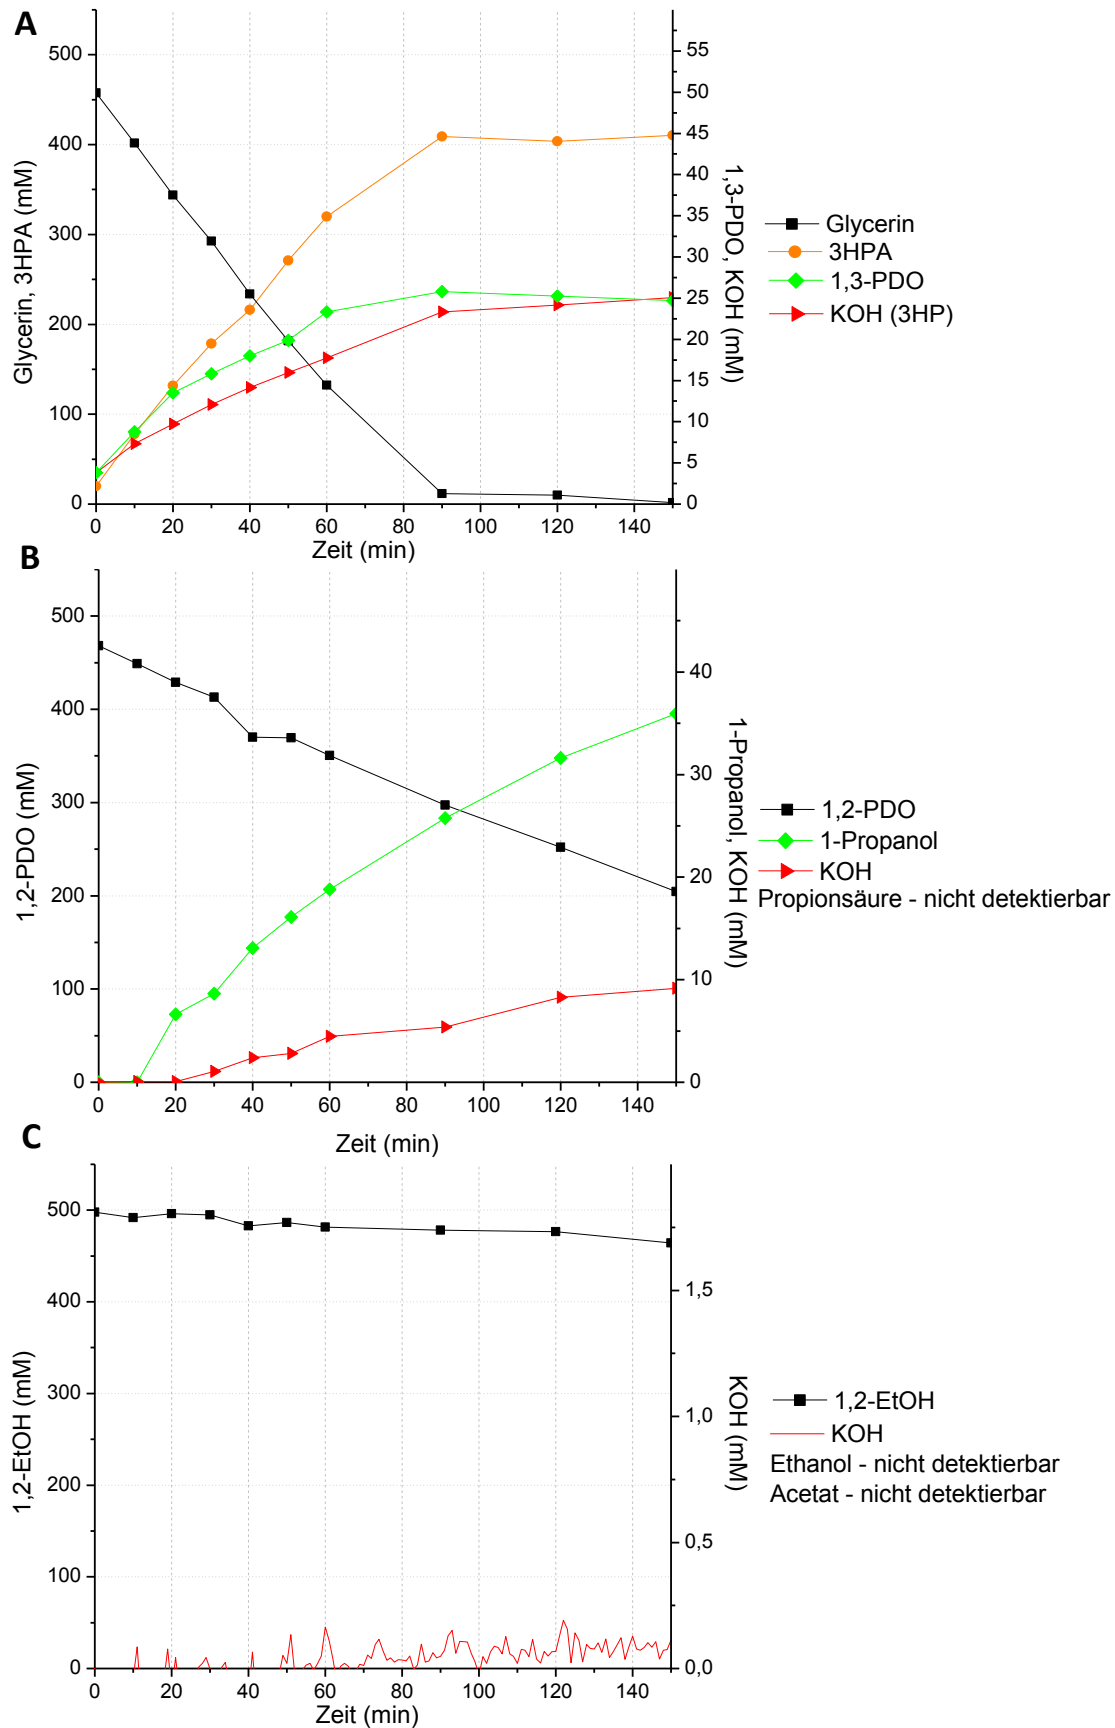 A
500
400
300
200
100
0
Glycerin, 3HPA (mM)
55
50
45
40
35
30
25
20
15
10
5
0
1,3-PDO, KOH (mM)
0 20 40 60 80 100 120 140
Zeit (min)
Glycerin
3HPA
1,3-PDO
KOH (3HP)
B
500
400
300
200
100
0
1,2-PDO (mM)
40
30
20
10
0
1-Propanol, KOH (mM)
0 20 40 60 80 100 120 140
Zeit (min)
1,2-PDO
1-Propanol
KOH
Propionsäure - nicht detektierbar
C
500
400
300
200
100
0
1,2-EtOH (mM)
1,5
1,0
0,5
0,0
KOH (mM)
0 20 40 60 80 100 120 140
Zeit (min)
1,2-EtOH
KOH
Ethanol - nicht detektierbar
Acetat - nicht detektierbar